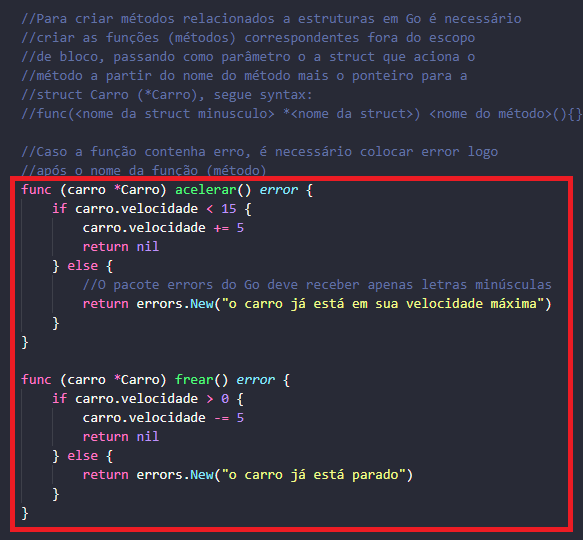 //Para criar métodos relacionados a estruturas em Go é necessário
//criar as funções (métodos) correspondentes fora do escopo
//de bloco, passando como parâmetro o a struct que aciona o
//método a partir do nome do método mais o ponteiro para a
//struct Carro (*Carro), segue syntax:
//func(<nome da struct minusculo> *<nome da struct>) <nome do método>(){}
//Caso a função contenha erro, é necessário colocar error logo
//após o nome da função (método)
func (carro *Carro) acelerar() error {
    if carro.velocidade < 15 {
        carro.velocidade += 5
        return nil
    } else {
        //O pacote errors do Go deve receber apenas letras minúsculas
        return errors.New("o carro já está em sua velocidade máxima")
    }
}
func (carro *Carro) frear() error {
    if carro.velocidade > 0 {
        carro.velocidade -= 5
        return nil
    } else {
        return errors.New("o carro já está parado")
    }
}